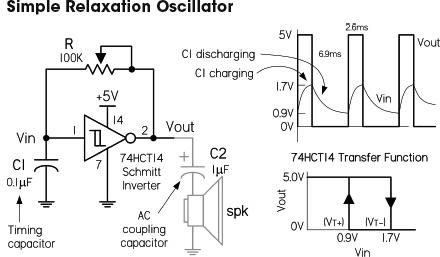 Simple Relaxation Oscillator
R
100K
+5V
14
Vin
1
2
Vout
7
C1
0.1µF
74HCT14
Schmitt
Inverter
C2
1µF
+
spk
AC
coupling
capacitor
Timing
capacitor
5V
2.6ms
Vout
C1 discharging
6.9ms
C1 charging
1.7V
Vin
0.9V
0V
74HCT14 Transfer Function
5.0V
Vout
0V
(VT+)
(VT–)
0.9V
1.7V
Vin